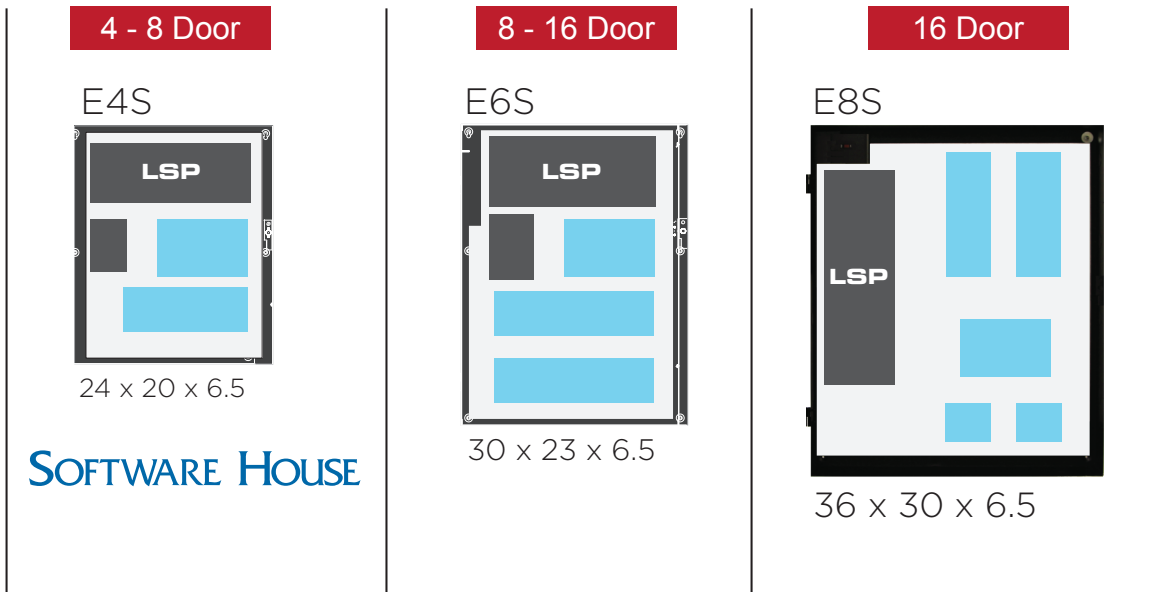 4 - 8 Door
E4S
LSP
24 x 20 x 6.5
SOFTWARE HOUSE
8 - 16 Door
E6S
LSP
30 x 23 x 6.5
16 Door
E8S
LSP
36 x 30 x 6.5